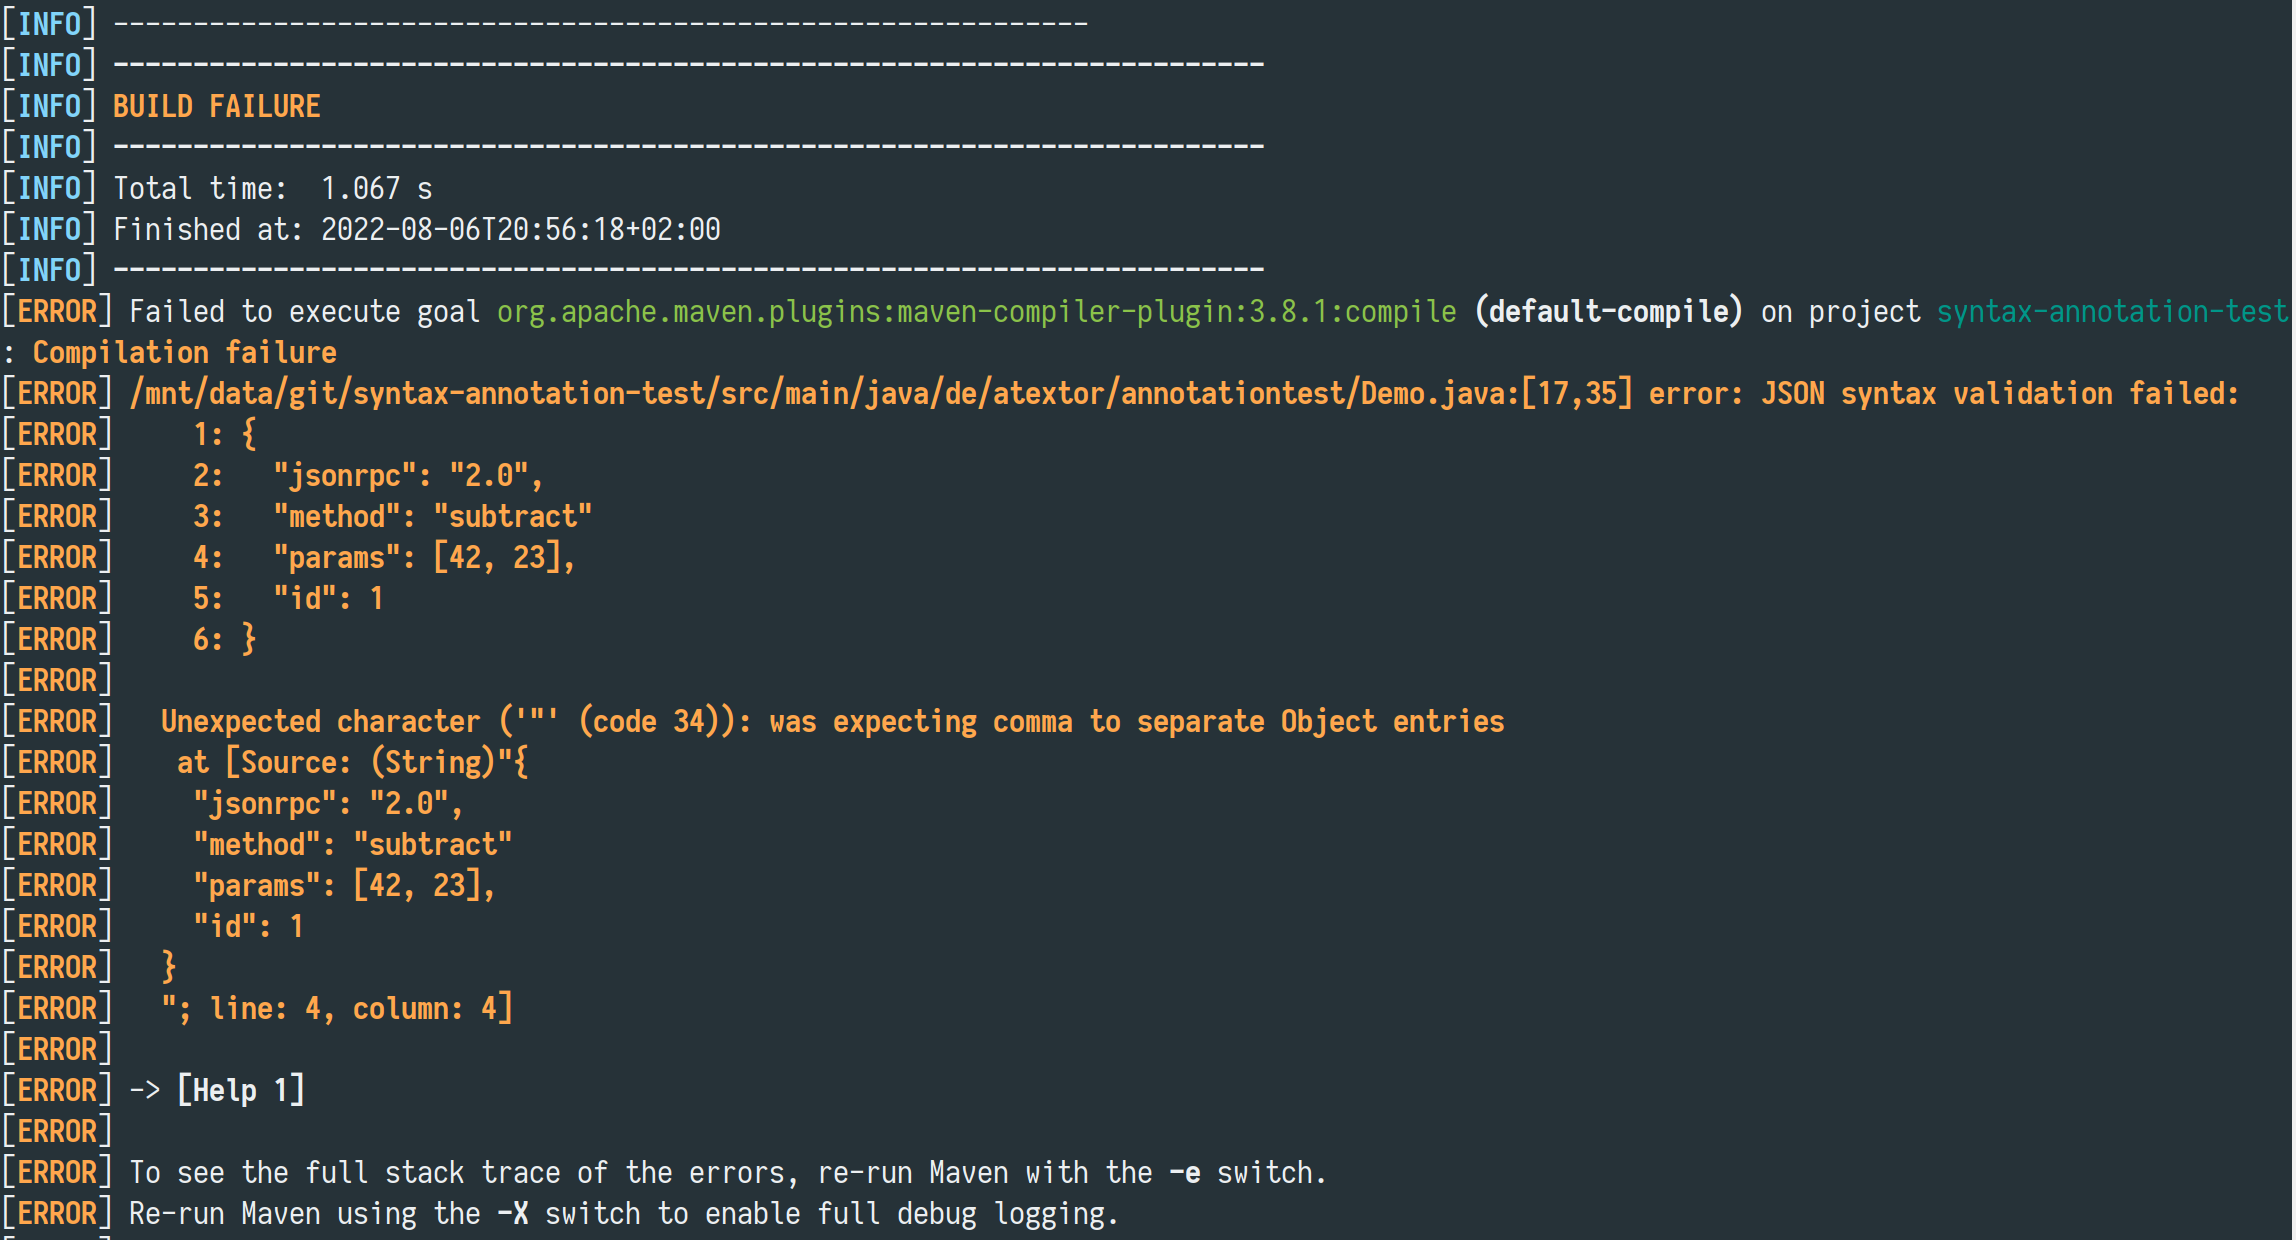 [INFO] -------------------------------------------------------------
[INFO] ------------------------------------------------------------------------
[INFO] BUILD FAILURE
[INFO] ------------------------------------------------------------------------
[INFO] Total time:  1.067 s
[INFO] Finished at: 2022-08-06T20:56:18+02:00
[INFO] ------------------------------------------------------------------------
[ERROR] Failed to execute goal org.apache.maven.plugins:maven-compiler-plugin:3.8.1:compile (default-compile) on project syntax-annotation-test
: Compilation failure
[ERROR] /mnt/data/git/syntax-annotation-test/src/main/java/de/atextor/annotationtest/Demo.java:[17,35] error: JSON syntax validation failed:
[ERROR]     1: {
[ERROR]     2:   "jsonrpc": "2.0",
[ERROR]     3:   "method": "subtract"
[ERROR]     4:   "params": [42, 23],
[ERROR]     5:   "id": 1
[ERROR]     6: }
[ERROR]
[ERROR]   Unexpected character ('"' (code 34)): was expecting comma to separate Object entries
[ERROR]    at [Source: (String)"{
[ERROR]     "jsonrpc": "2.0",
[ERROR]     "method": "subtract"
[ERROR]     "params": [42, 23],
[ERROR]     "id": 1
[ERROR]   }
[ERROR]   "; line: 4, column: 4]
[ERROR]
[ERROR] -> [Help 1]
[ERROR]
[ERROR] To see the full stack trace of the errors, re-run Maven with the -e switch.
[ERROR] Re-run Maven using the -X switch to enable full debug logging.